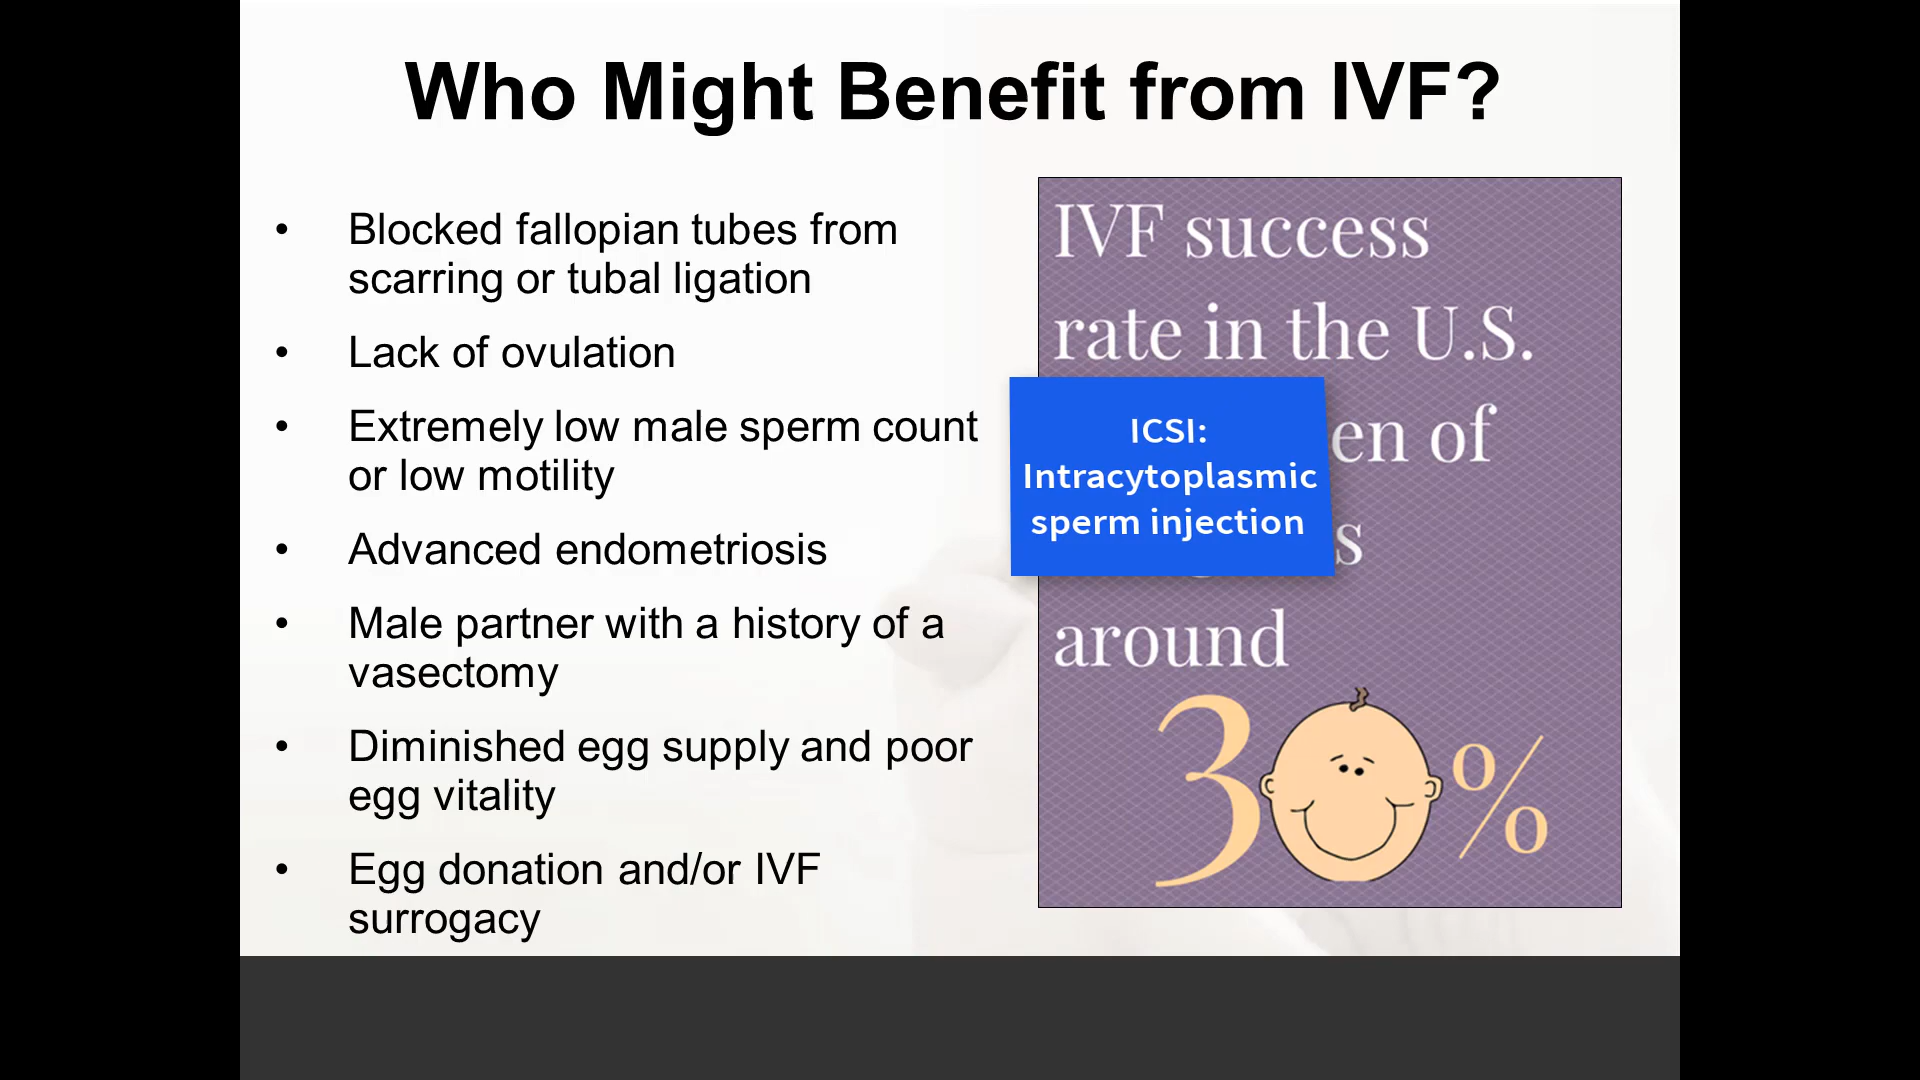 Who Might Benefit from IVF?
• Blocked fallopian tubes from
scarring or tubal ligation
• Lack of ovulation
• Extremely low male sperm count
or low motility
• Advanced endometriosis
• Male partner with a history of a
vasectomy
• Diminished egg supply and poor
egg vitality
• Egg donation and/or IVF
surrogacy
IVF success
rate in the U.S.
of
around
30%
ICSI:
Intracytoplasmic
sperm injection